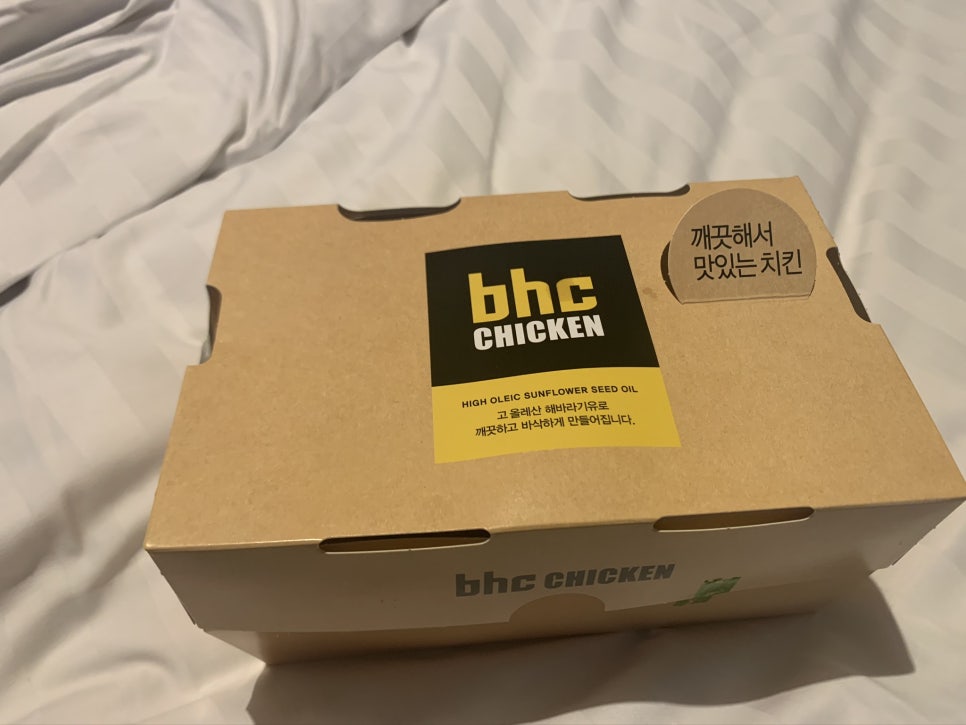 깨끗해서
맛있는 치킨
bhc
CHICKEN
HIGH OLEIC SUNFLOWER SEED OIL
고 올레산 해바라기유로
깨끗하고 바삭하게 만들어집니다.
bhc CHICKEN